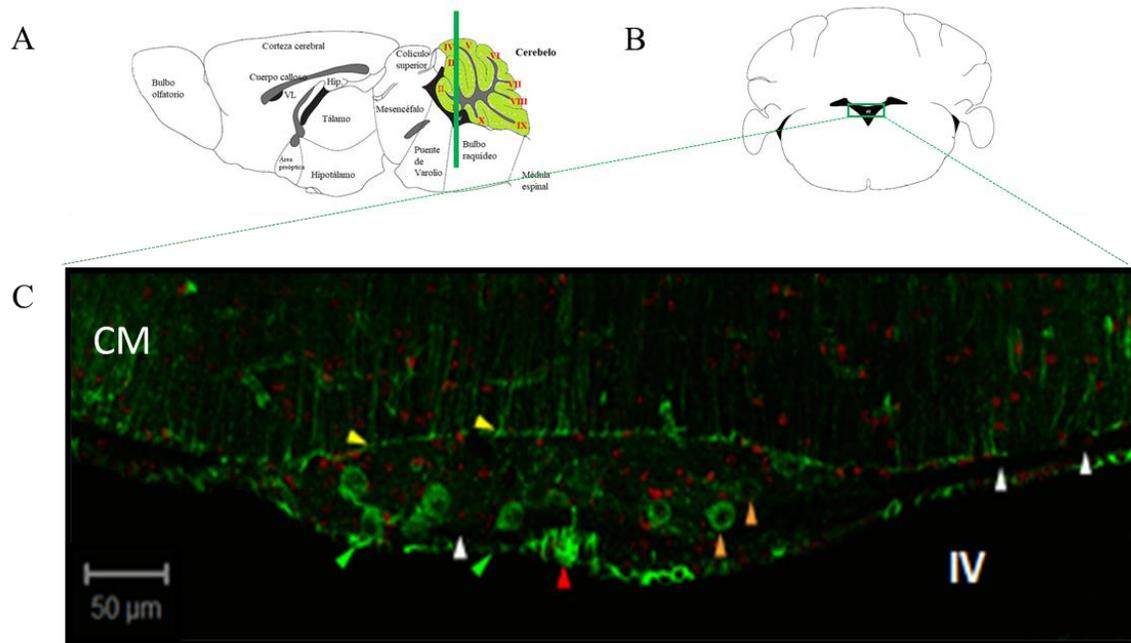 A
B
Corteza cerebral
Colículo
superior
Cerebelo
Bulbo
olfatorio
Cuerpo calloso
VL
Hip.
Tálamo
Mesencéfalo
Área
preóptica
Hipotálamo
Puente
de
Varolio
Bulbo
raquídeo
Médula
espinal
IV
V
VI
II
VII
VIII
X
IX
C
CM
IV
50 µm